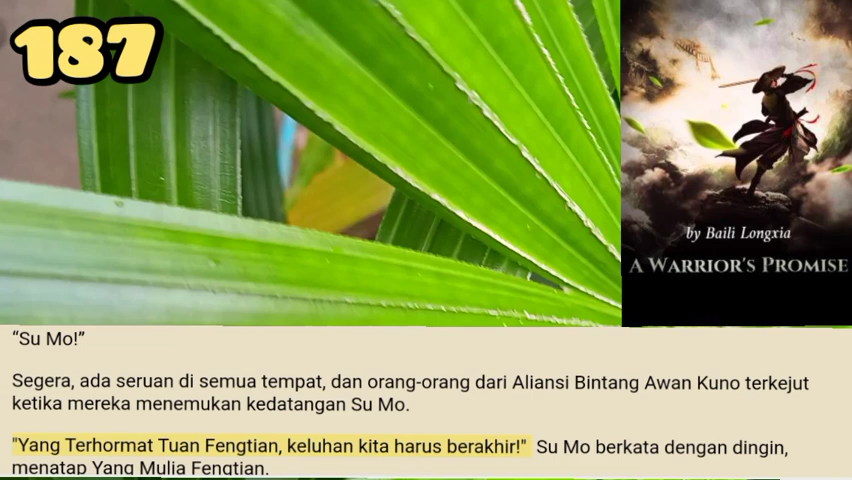 187
by Baili Longxia
A WARRIOR'S PROMISE
“Su Mo!”
Segera, ada seruan di semua tempat, dan orang-orang dari Aliansi Bintang Awan Kuno terkejut
ketika mereka menemukan kedatangan Su Mo.
"Yang Terhormat Tuan Fengtian, keluhan kita harus berakhir!" Su Mo berkata dengan dingin,
menatap Yang Mulia Fengtian.